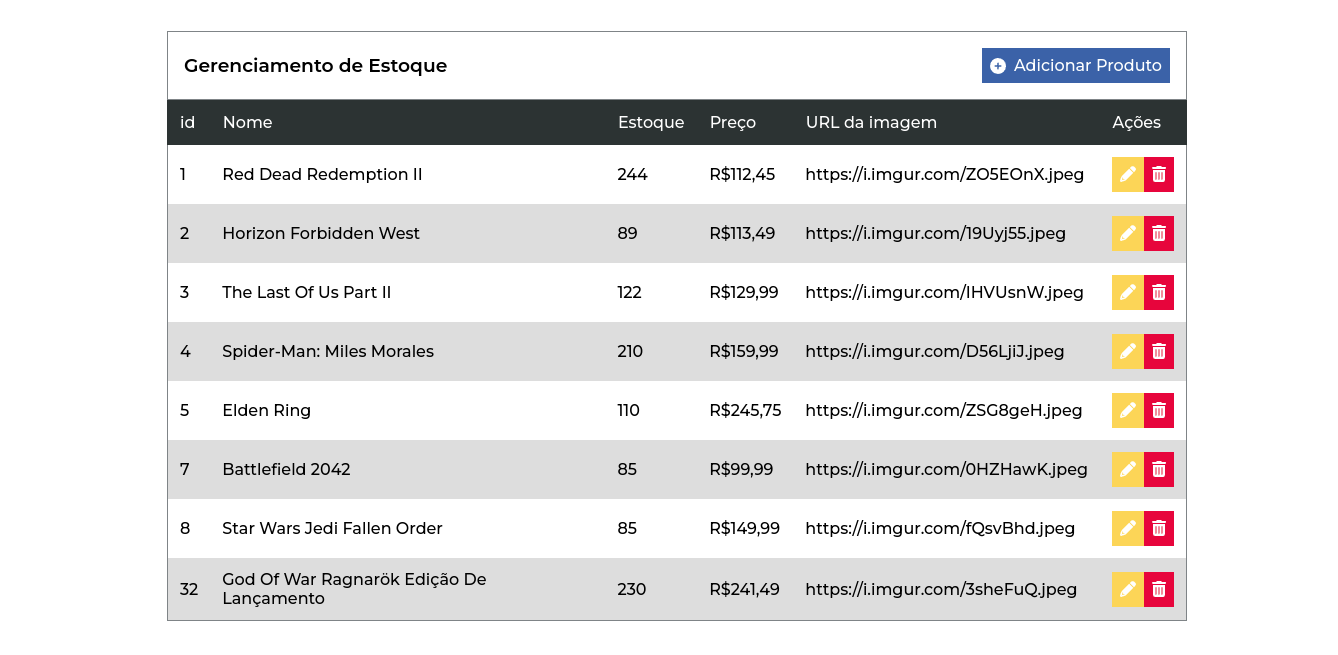 Gerenciamento de Estoque
Adicionar Produto
id Nome Estoque Preço URL da imagem Ações
1 Red Dead Redemption II 244 R$112,45 https://i.imgur.com/ZO5EOnX.jpeg
2 Horizon Forbidden West 89 R$113,49 https://i.imgur.com/19Uyj55.jpeg
3 The Last Of Us Part II 122 R$129,99 https://i.imgur.com/IHVUsnW.jpeg
4 Spider-Man: Miles Morales 210 R$159,99 https://i.imgur.com/D56LjiJ.jpeg
5 Elden Ring 110 R$245,75 https://i.imgur.com/ZSG8geH.jpeg
7 Battlefield 2042 85 R$99,99 https://i.imgur.com/0HZHawK.jpeg
8 Star Wars Jedi Fallen Order 85 R$149,99 https://i.imgur.com/fQsvBhd.jpeg
32 God Of War Ragnarök Edição De
Lançamento 230 R$241,49 https://i.imgur.com/3sheFuQ.jpeg